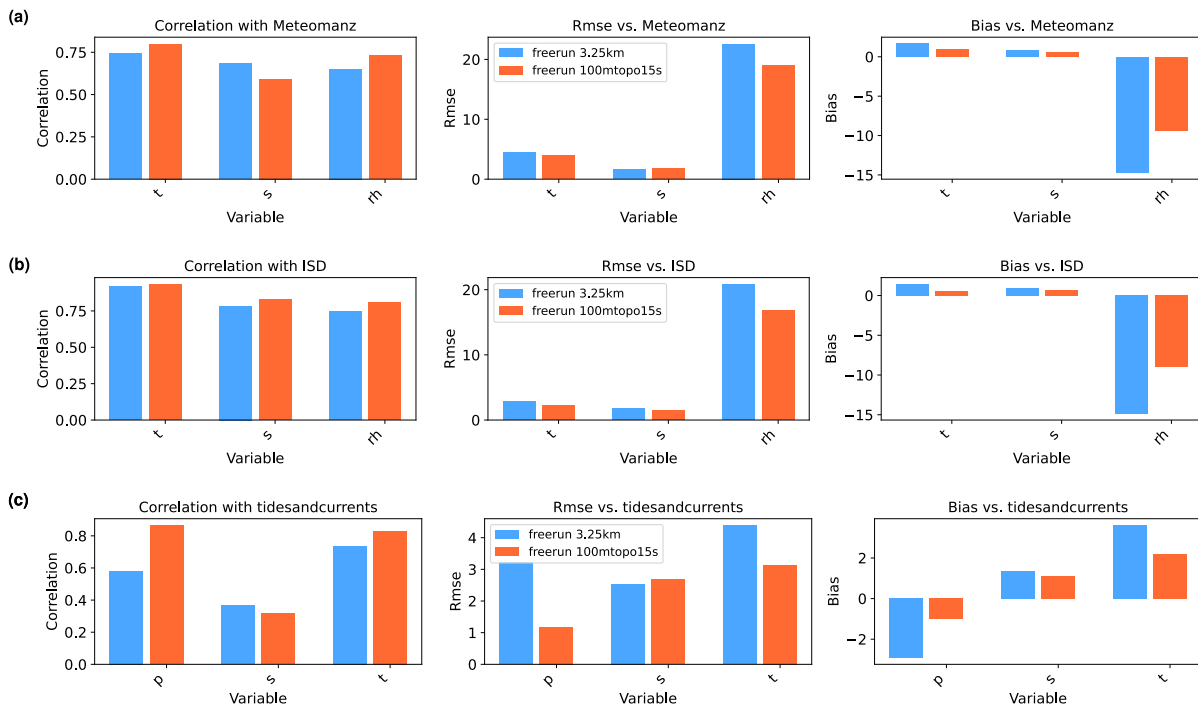 (a)
Correlation with Meteomanz
Correlation
0.75
0.50
0.25
0.00
t
s
rh
Variable
Rmse vs. Meteomanz
Rmse
20
10
0
freerun 3.25km
freerun 100mtopo15s
t
s
rh
Variable
Bias vs. Meteomanz
Bias
0
−5
−10
−15
t
s
rh
Variable
(b)
Correlation with ISD
Correlation
0.75
0.50
0.25
0.00
t
s
rh
Variable
Rmse vs. ISD
Rmse
20
10
0
freerun 3.25km
freerun 100mtopo15s
t
s
rh
Variable
Bias vs. ISD
Bias
0
−5
−10
−15
t
s
rh
Variable
(c)
Correlation with tidesandcurrents
Correlation
0.8
0.6
0.4
0.2
0.0
p
s
t
Variable
Rmse vs. tidesandcurrents
Rmse
4
3
2
1
0
freerun 3.25km
freerun 100mtopo15s
p
s
t
Variable
Bias vs. tidesandcurrents
Bias
2
0
−2
p
s
t
Variable